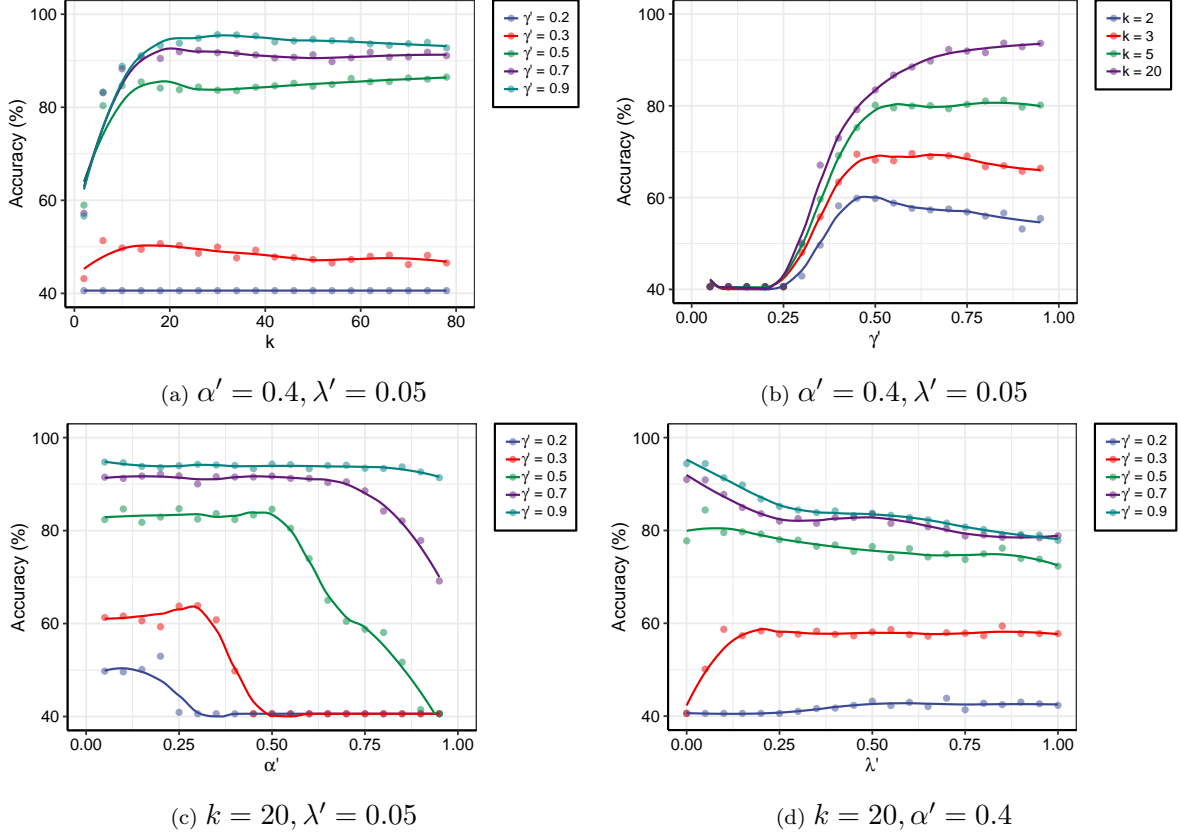 100
80
60
40
Accuracy (%)
0 20 40 60 80
k
γ' = 0.2
γ' = 0.3
γ' = 0.5
γ' = 0.7
γ' = 0.9
(a) α′ = 0.4, λ′ = 0.05
100
80
60
40
Accuracy (%)
0.00 0.25 0.50 0.75 1.00
γ'
k = 2
k = 3
k = 5
k = 20
(b) α′ = 0.4, λ′ = 0.05
100
80
60
40
Accuracy (%)
0.00 0.25 0.50 0.75 1.00
α'
γ' = 0.2
γ' = 0.3
γ' = 0.5
γ' = 0.7
γ' = 0.9
(c) k = 20, λ′ = 0.05
100
80
60
40
Accuracy (%)
0.00 0.25 0.50 0.75 1.00
λ'
γ' = 0.2
γ' = 0.3
γ' = 0.5
γ' = 0.7
γ' = 0.9
(d) k = 20, α′ = 0.4